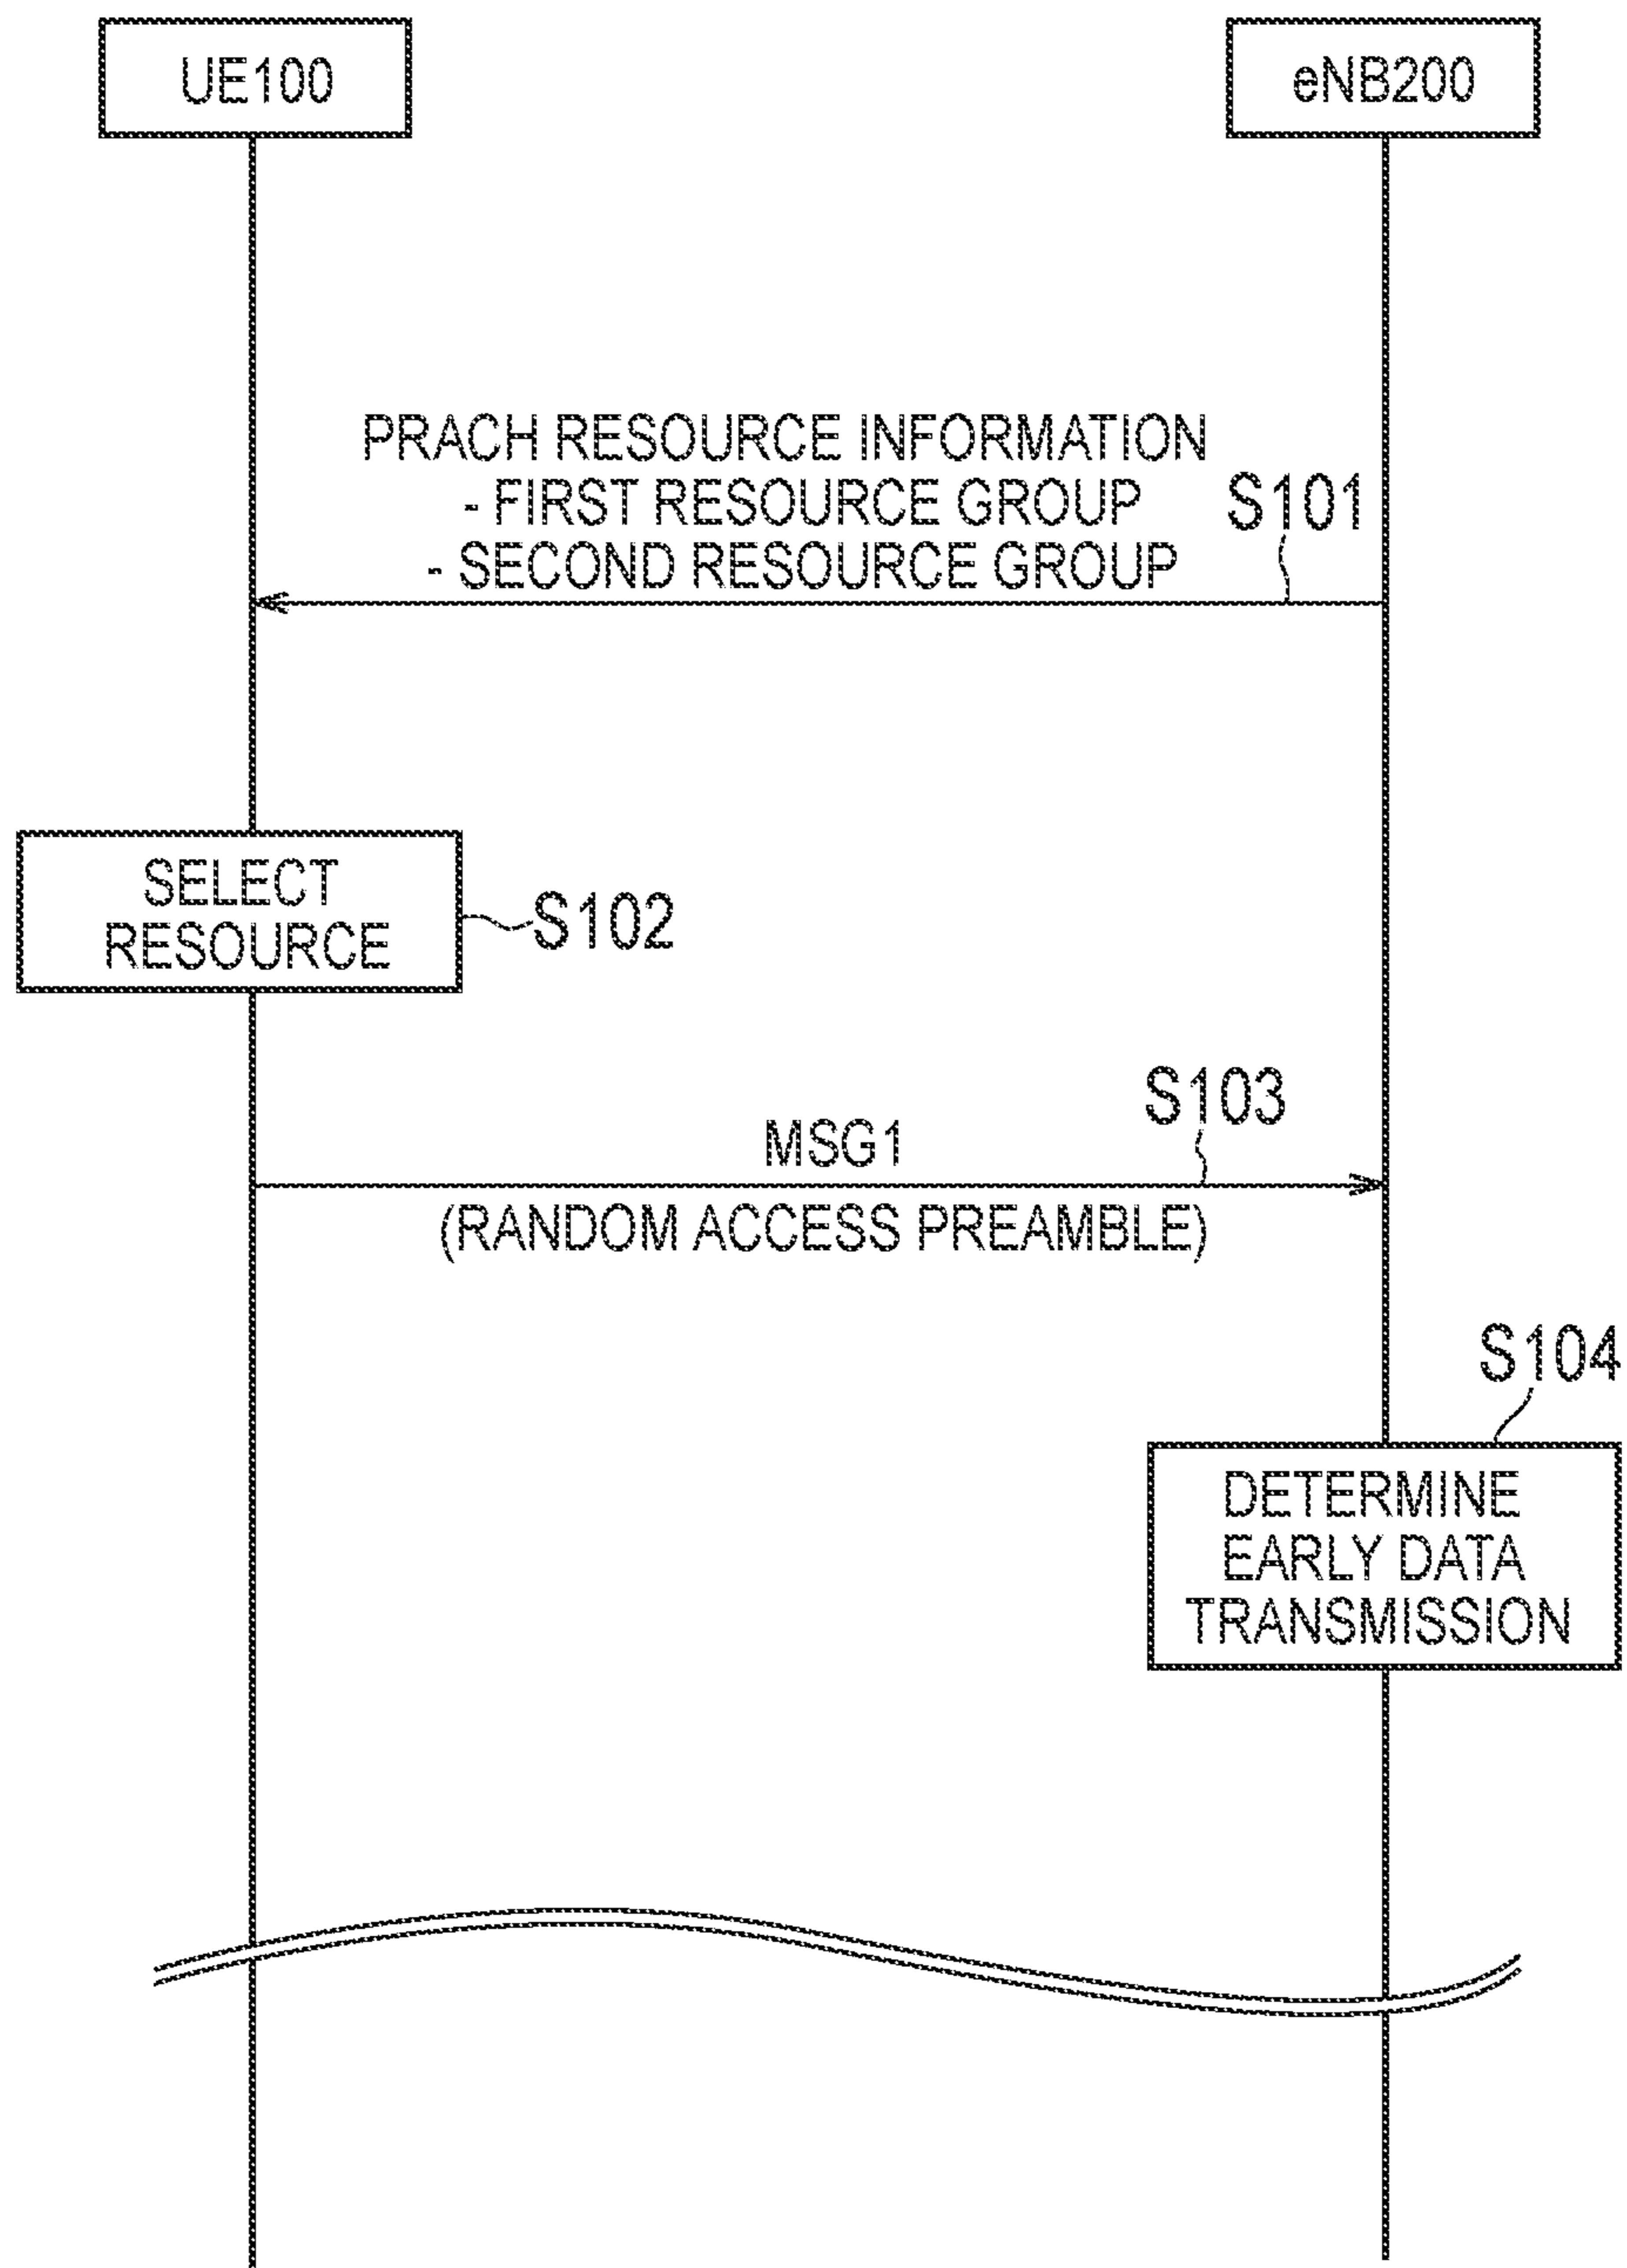 UE100
eNB200
PRACH RESOURCE INFORMATION
- FIRST RESOURCE GROUP
- SECOND RESOURCE GROUP
S101
SELECT
RESOURCE
S102
S103
MSG1
(RANDOM ACCESS PREAMBLE)
S104
DETERMINE
EARLY DATA
TRANSMISSION